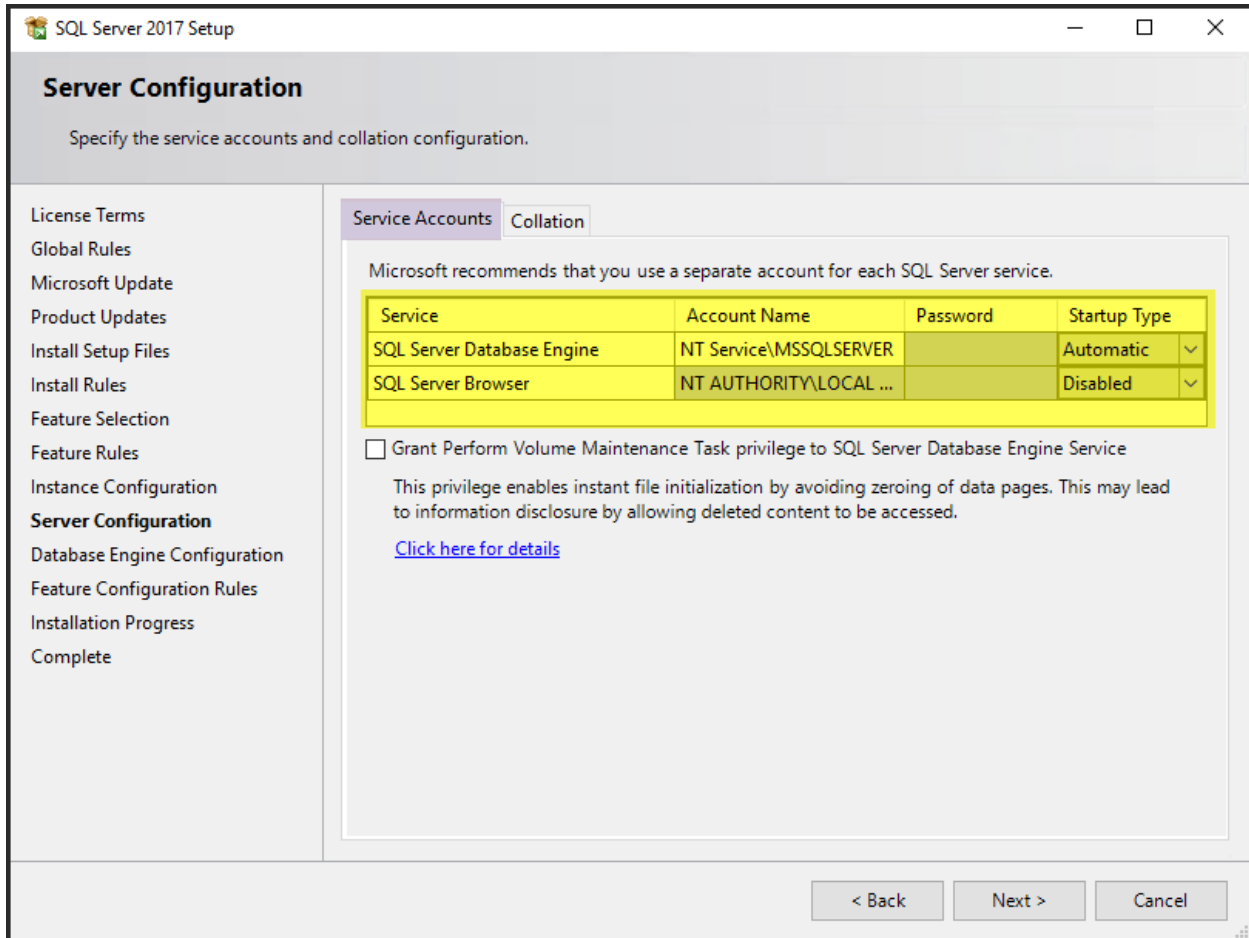 SQL Server 2017 Setup
Server Configuration
Specify the service accounts and collation configuration.
License Terms
Global Rules
Microsoft Update
Product Updates
Install Setup Files
Install Rules
Feature Selection
Feature Rules
Instance Configuration
Server Configuration
Database Engine Configuration
Feature Configuration Rules
Installation Progress
Complete
Service Accounts Collation
Microsoft recommends that you use a separate account for each SQL Server service.
Service Account Name Password Startup Type
SQL Server Database Engine NT Service\MSSQLSERVER Automatic
SQL Server Browser NT AUTHORITY\LOCAL ... Disabled
Grant Perform Volume Maintenance Task privilege to SQL Server Database Engine Service
This privilege enables instant file initialization by avoiding zeroing of data pages. This may lead
to information disclosure by allowing deleted content to be accessed.
Click here for details
< Back Next > Cancel